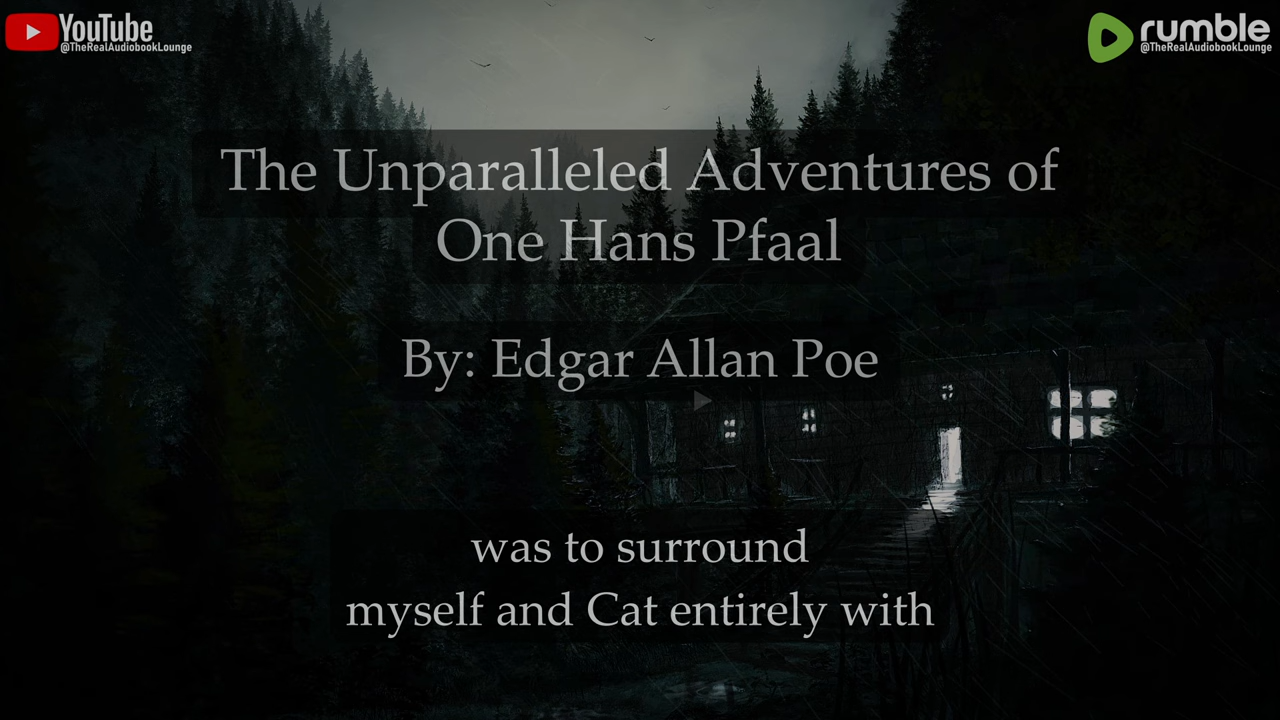 YouTube
@TheRealAudiobookLounge
rumble
@TheRealAudiobookLounge
The Unparalleled Adventures of
One Hans Pfaal
By: Edgar Allan Poe
was to surround
myself and Cat entirely with